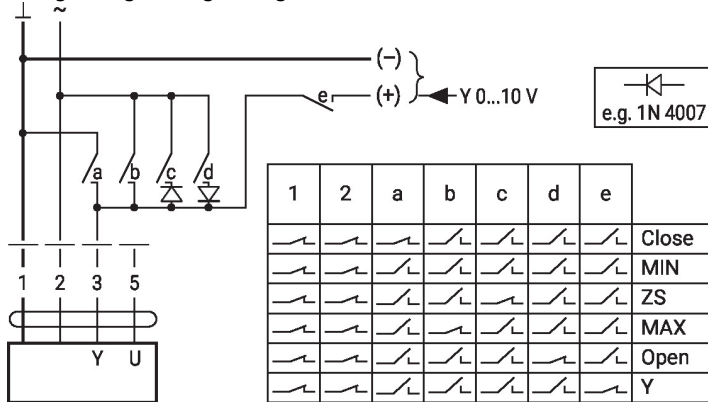 ⊥ ~
(–)
e (+) Y 0...10 V
e.g. 1N 4007
a b c d
1 2 a b c d e
Close
MIN
ZS
MAX
Open
Y
1 2 3 5
Y U